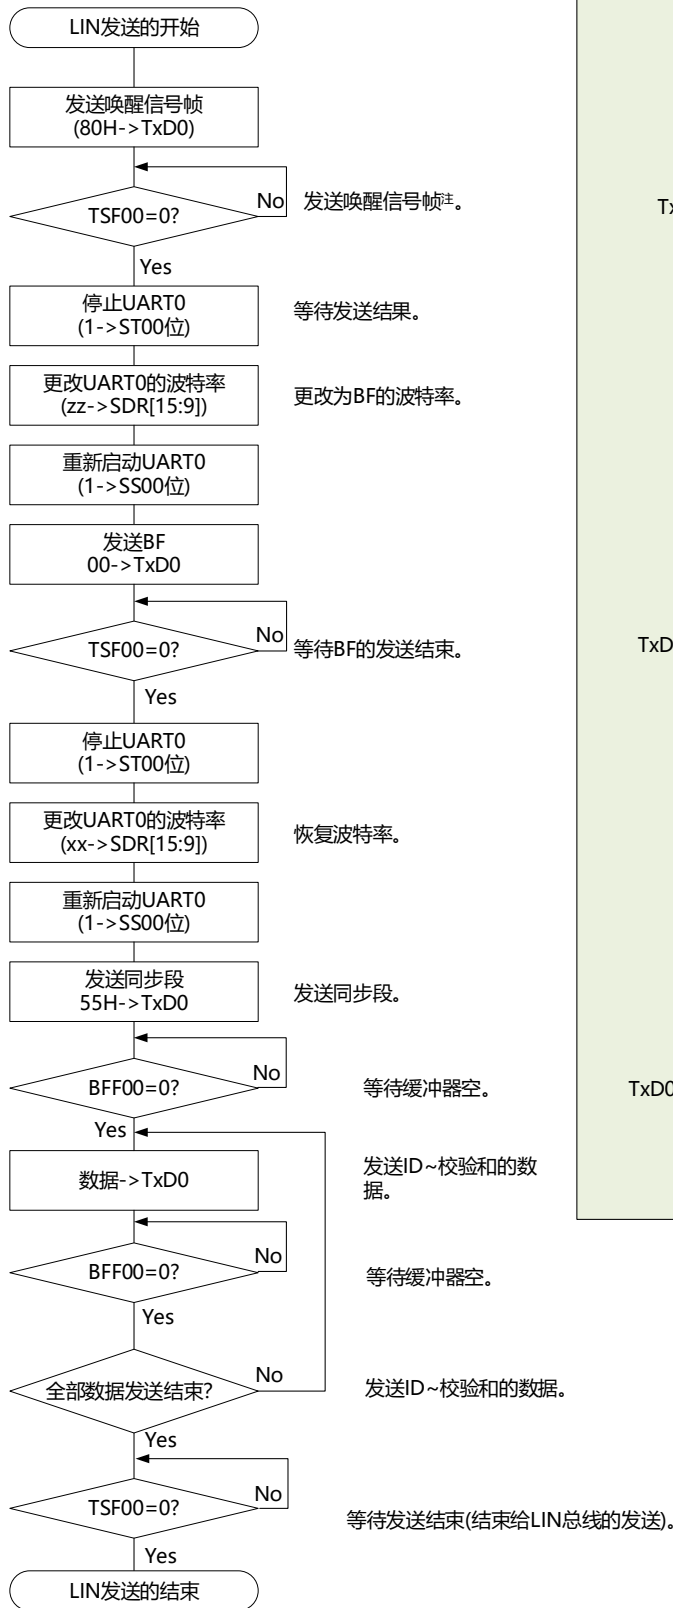 LIN发送的开始
发送唤醒信号帧
(80H->TxD0)
TSF00=0?
No
发送唤醒信号帧注。
Yes
停止UART0
(1->ST00位)
等待发送结果。
更改UART0的波特率
(zz->SDR[15:9])
更改为BF的波特率。
重新启动UART0
(1->SS00位)
发送BF
00->TxD0
TSF00=0?
No
等待BF的发送结束。
Yes
停止UART0
(1->ST00位)
更改UART0的波特率
(xx->SDR[15:9])
恢复波特率。
重新启动UART0
(1->SS00位)
发送同步段
55H->TxD0
发送同步段。
BFF00=0?
No
等待缓冲器空。
Yes
数据->TxD0
发送ID~校验和的数
据。
BFF00=0?
No
等待缓冲器空。
Yes
全部数据发送结束?
No
发送ID~校验和的数据。
Yes
TSF00=0?
No
等待发送结束(结束给LIN总线的发送)。
Yes
LIN发送的结束
TxD0